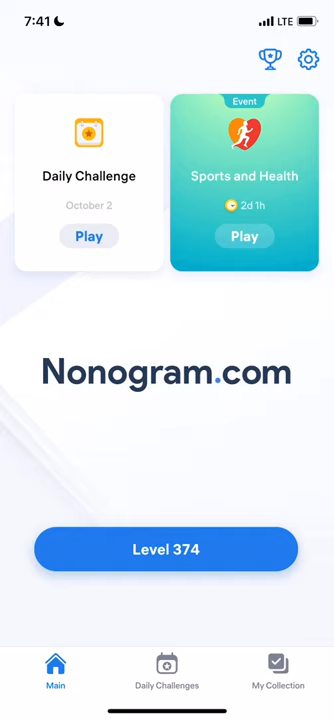 7:41
LTE
Event
Daily Challenge
October 2
Play
Sports and Health
2d 1h
Play
Nonogram.com
Level 374
Main
Daily Challenges
My Collection